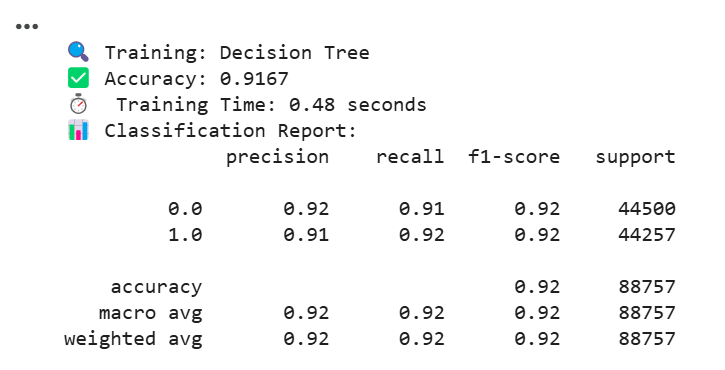 •••
🔍 Training: Decision Tree
✅ Accuracy: 0.9167
⏱ Training Time: 0.48 seconds
📊 Classification Report:
precision recall f1-score support
0.0 0.92 0.91 0.92 44500
1.0 0.91 0.92 0.92 44257
accuracy 0.92 88757
macro avg 0.92 0.92 0.92 88757
weighted avg 0.92 0.92 0.92 88757